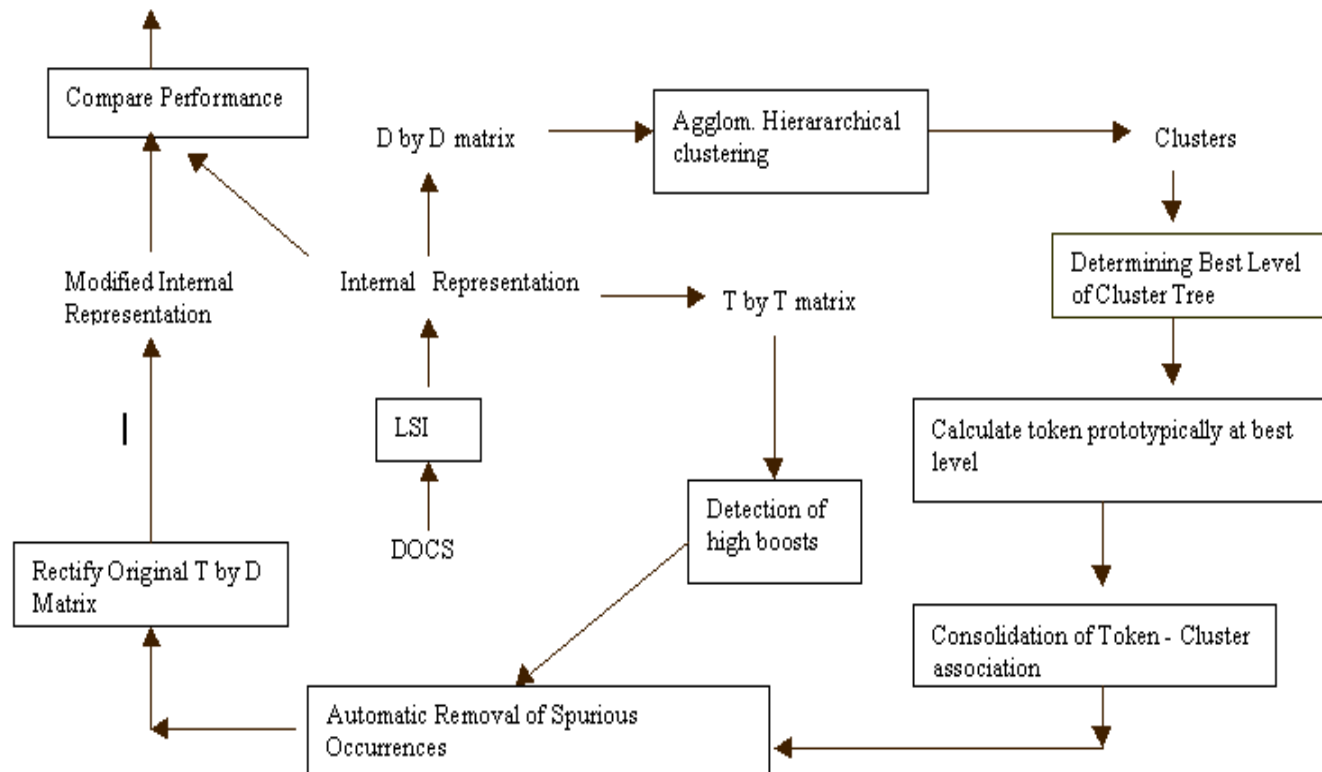 Compare Performance
D by D matrix
Agglom. Hierararchical
clustering
Clusters
Modified Internal
Representation
Internal Representation
T by T matrix
Determining Best Level
of Cluster Tree
LSI
Calculate token prototypically at best
level
DOCS
Detection of
high boosts
Rectify Original T by D
Matrix
Consolidation of Token - Cluster
association
Automatic Removal of Spurious
Occurrences